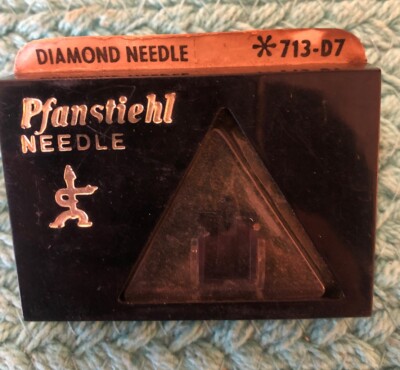 DIAMOND NEEDLE *713-D7
Pfanstiehl
NEEDLE